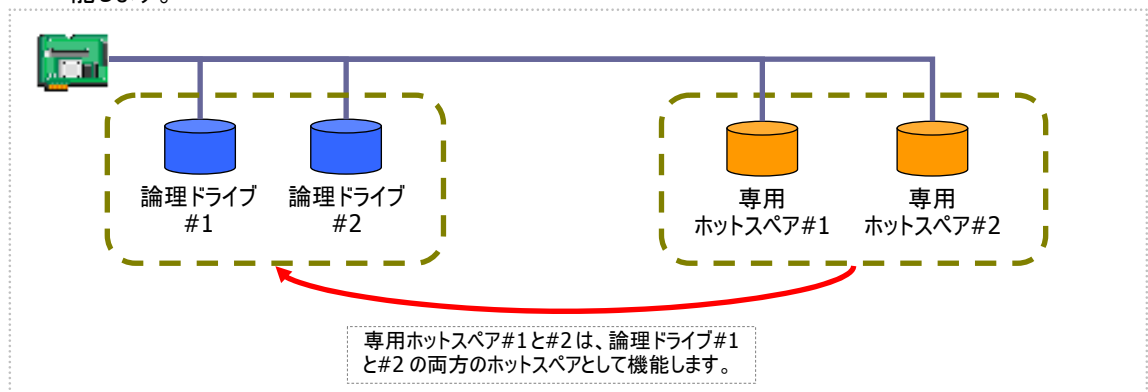 能します。
論理ドライブ
#1
論理ドライブ
#2
専用
ホットスペア#1
専用
ホットスペア#2
専用ホットスペア#1と#2は、論理ドライブ#1
と#2 の両方のホットスペアとして機能します。